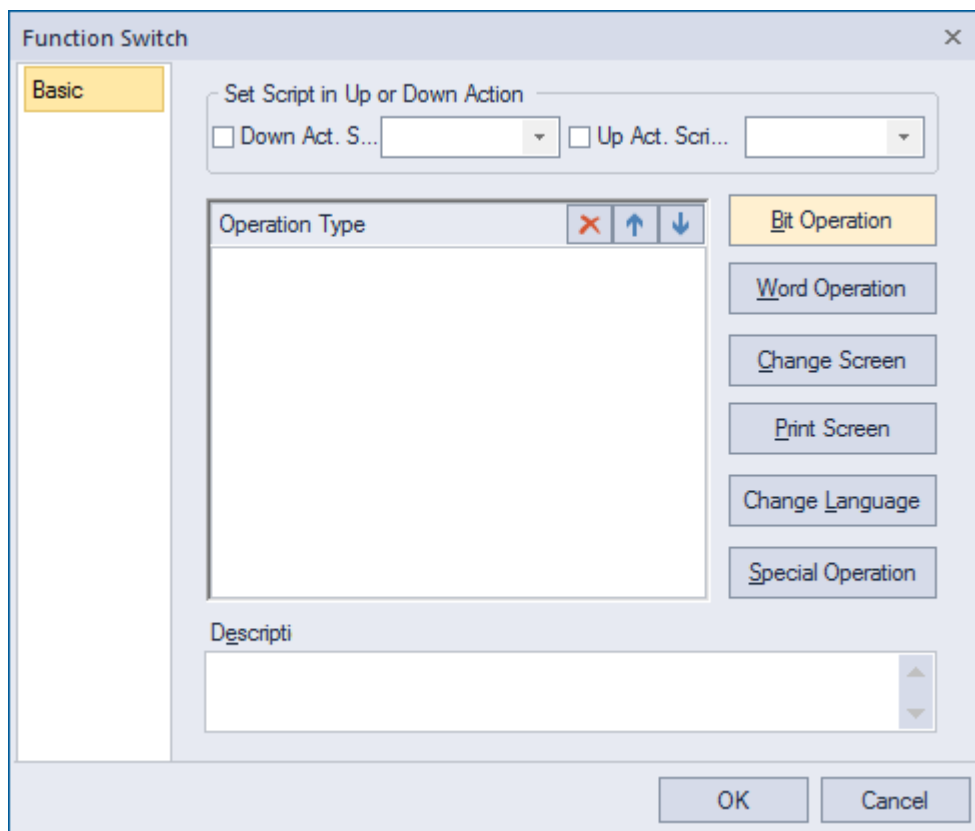 Function Switch
Basic
Set Script in Up or Down Action
Down Act. S...
Up Act. Scri...
Operation Type
Bit Operation
Word Operation
Change Screen
Print Screen
Change Language
Special Operation
Descripti
OK
Cancel